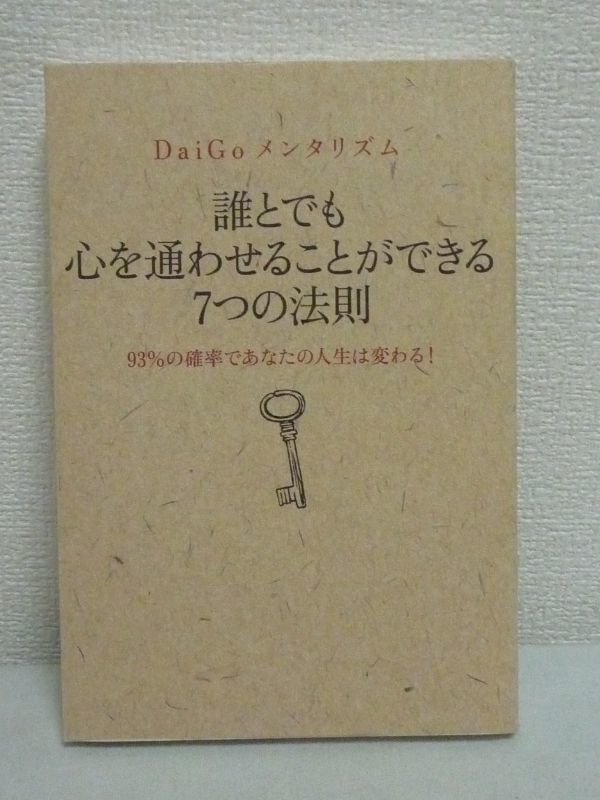 DaiGo メンタリズム
誰とでも
心を通わせることができる
7つの法則
93%の確率であなたの人生は変わる!